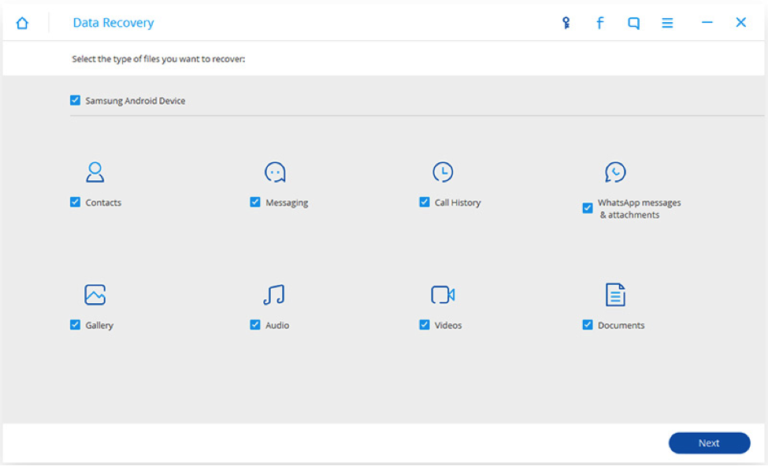 Data Recovery
Select the type of files you want to recover:
Samsung Android Device
Contacts
Messaging
Call History
WhatsApp messages
& attachments
Gallery
Audio
Videos
Documents
Next